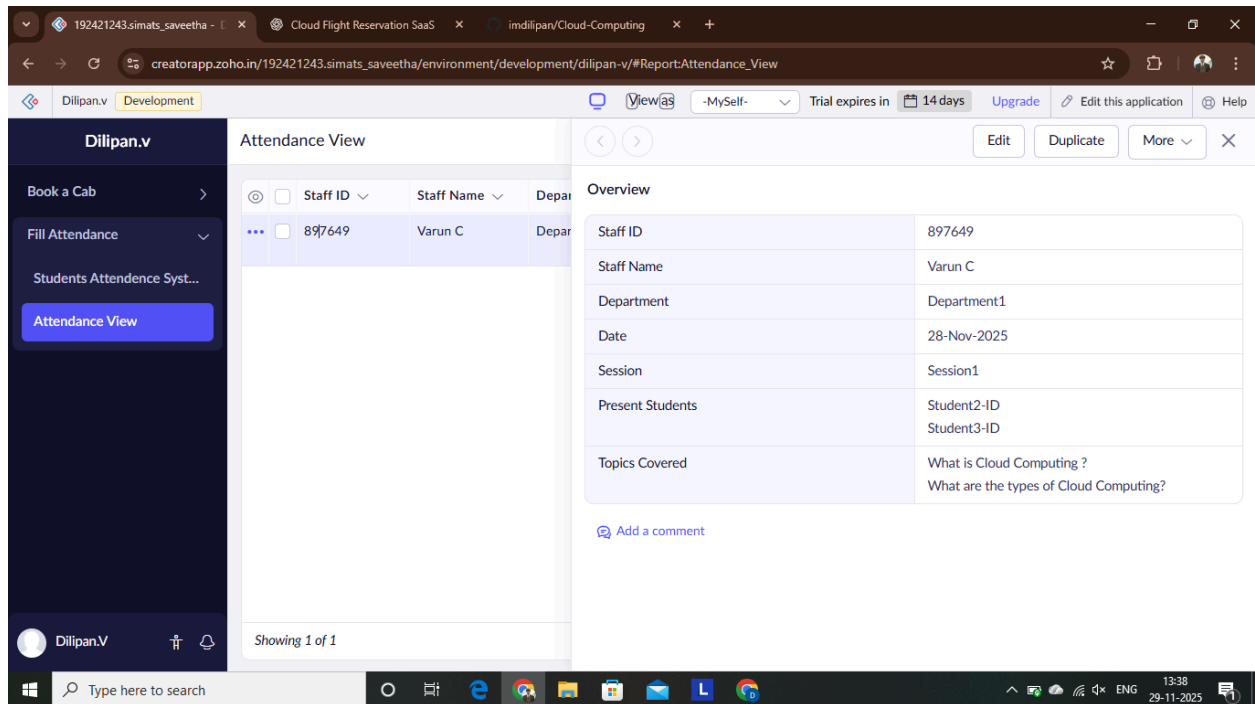 192421243.simats_saveetha - D
Cloud Flight Reservation SaaS
imdilipan/Cloud-Computing
creatorapp.zoho.in/192421243.simats_saveetha/environment/development/dilipan-v/#Report:Attendance_View
Dilipan.v Development View as -MySelf- Trial expires in 14 days Upgrade Edit this application Help
Dilipan.v
Book a Cab
Fill Attendance
Students Attendence Syst...
Attendance View
Dilipan.V
Attendance View
Staff ID Staff Name Depar
897649 Varun C Depar
Showing 1 of 1
Edit Duplicate More
Overview
Staff ID 897649
Staff Name Varun C
Department Department1
Date 28-Nov-2025
Session Session1
Present Students Student2-ID
Student3-ID
Topics Covered What is Cloud Computing ?
What are the types of Cloud Computing?
Add a comment
Type here to search
L
ENG
13:38
29-11-2025
1